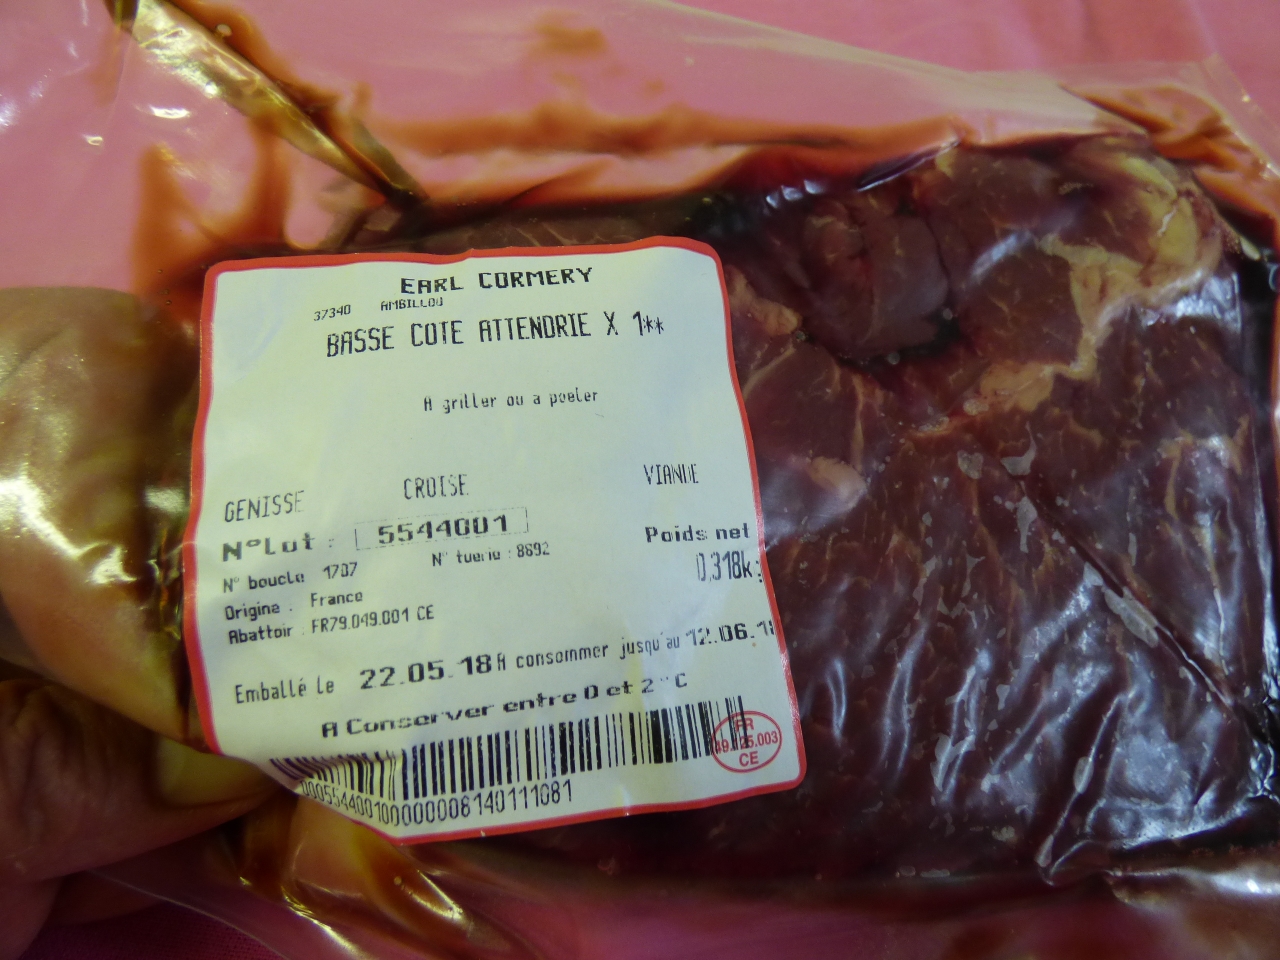 EARL CORMERY
37340 AMBILLOU
BASSE COTE ATTENDRIE X 1**
A griller ou a poeler
GENISSE CROISE VIANDE
N°Lot : 5544001 Poids net
N° boucle 1707 N° tuerie : 8692 0,318k
Origine : France
Abattoir : FR79.049.001 CE
Emballé le 22.05.18 A consommer jusqu'au 12.06.18
A Conserver entre 0 et 2°C
FR
CE